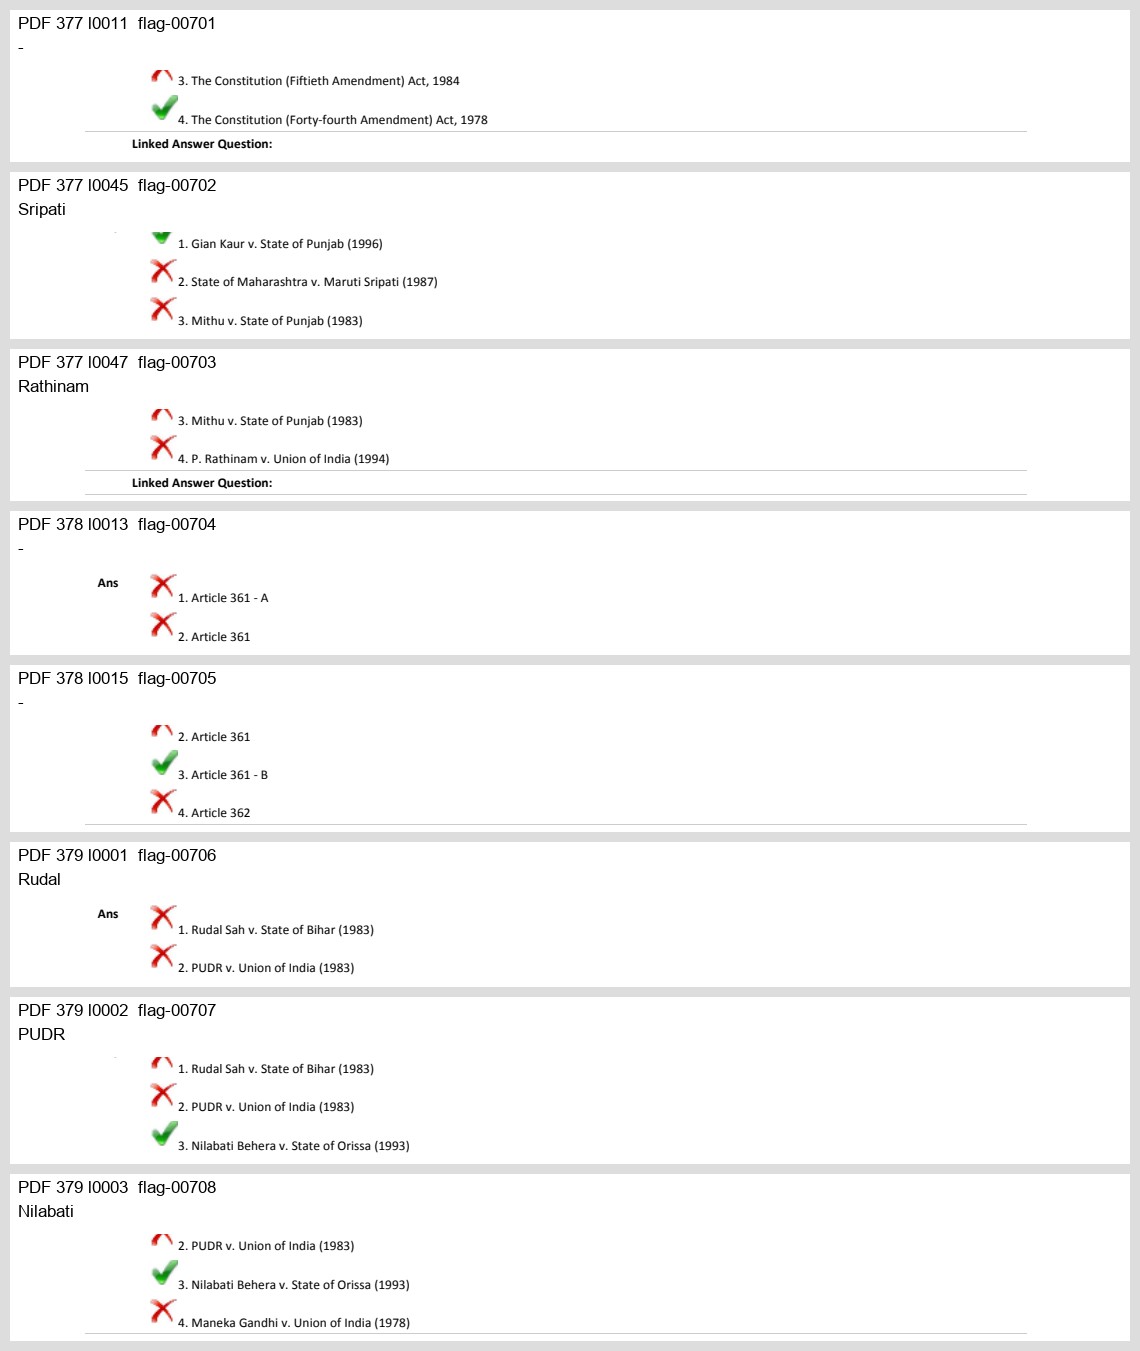 PDF 377 l0011 flag-00701
-
3. The Constitution (Fiftieth Amendment) Act, 1984
4. The Constitution (Forty-fourth Amendment) Act, 1978
Linked Answer Question:
PDF 377 l0045 flag-00702
Sripati
1. Gian Kaur v. State of Punjab (1996)
2. State of Maharashtra v. Maruti Sripati (1987)
3. Mithu v. State of Punjab (1983)
PDF 377 l0047 flag-00703
Rathinam
3. Mithu v. State of Punjab (1983)
4. P. Rathinam v. Union of India (1994)
Linked Answer Question:
PDF 378 l0013 flag-00704
-
Ans
1. Article 361 - A
2. Article 361
PDF 378 l0015 flag-00705
-
2. Article 361
3. Article 361 - B
4. Article 362
PDF 379 l0001 flag-00706
Rudal
Ans
1. Rudal Sah v. State of Bihar (1983)
2. PUDR v. Union of India (1983)
PDF 379 l0002 flag-00707
PUDR
1. Rudal Sah v. State of Bihar (1983)
2. PUDR v. Union of India (1983)
3. Nilabati Behera v. State of Orissa (1993)
PDF 379 l0003 flag-00708
Nilabati
2. PUDR v. Union of India (1983)
3. Nilabati Behera v. State of Orissa (1993)
4. Maneka Gandhi v. Union of India (1978)